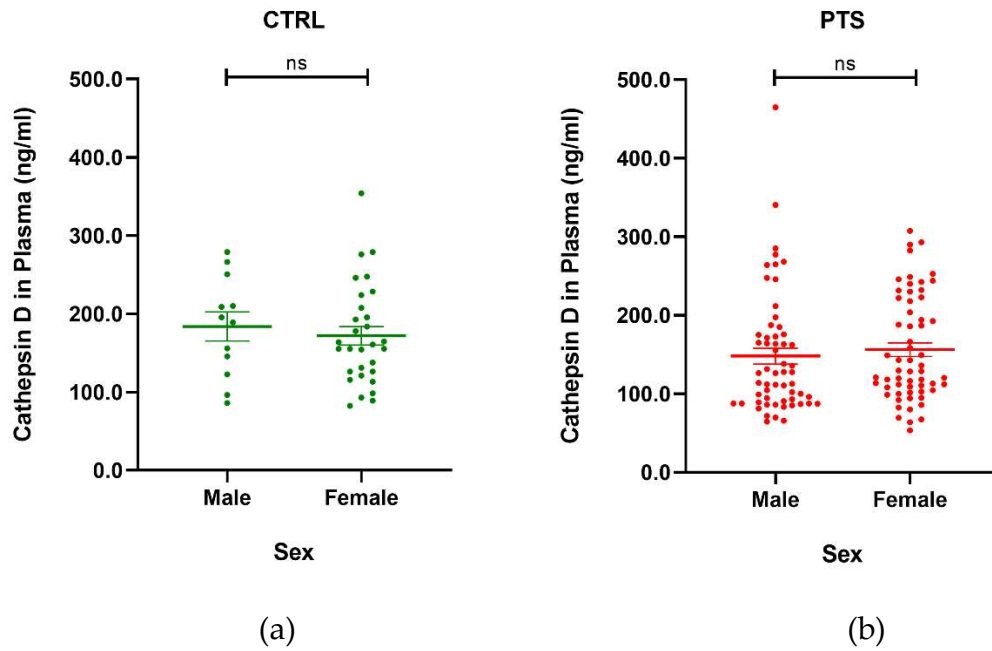 CTRL
ns
500.0
400.0
300.0
200.0
100.0
0.0
Cathepsin D in Plasma (ng/ml)
Male Female
Sex
(a)
PTS
ns
500.0
400.0
300.0
200.0
100.0
0.0
Cathepsin D in Plasma (ng/ml)
Male Female
Sex
(b)